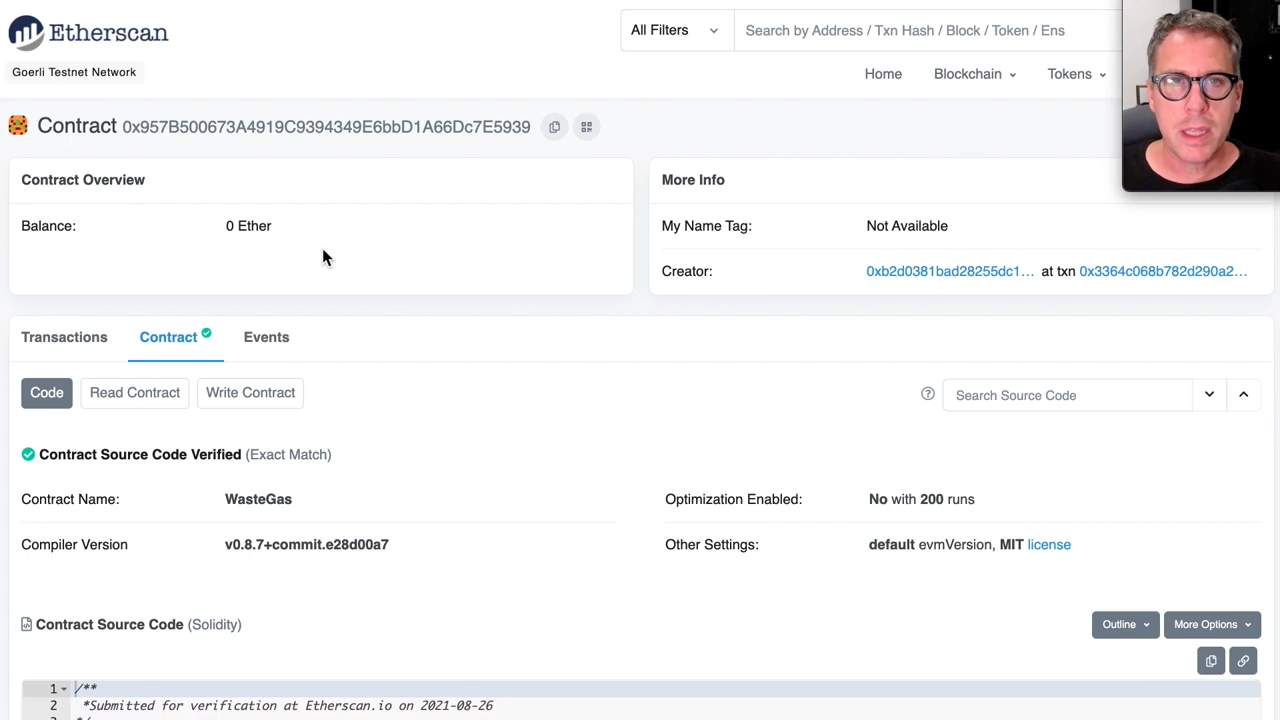 Etherscan
All Filters
Search by Address / Txn Hash / Block / Token / Ens
Goerli Testnet Network
Home Blockchain Tokens
Contract 0x957B500673A4919C9394349E6bbD1A66Dc7E5939
Contract Overview
Balance: 0 Ether
More Info
My Name Tag: Not Available
Creator: 0xb2d0381bad28255dc1... at txn 0x3364c068b782d290a2...
Transactions Contract Events
Code Read Contract Write Contract
Search Source Code
Contract Source Code Verified (Exact Match)
Contract Name: WasteGas
Optimization Enabled: No with 200 runs
Compiler Version v0.8.7+commit.e28d00a7
Other Settings: default evmVersion, MIT license
Contract Source Code (Solidity)
Outline More Options
1 /**
2 *Submitted for verification at Etherscan.io on 2021-08-26